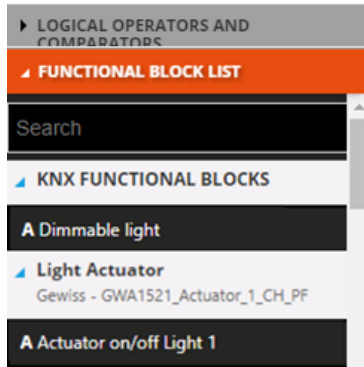 LOGICAL OPERATORS AND
COMPARATORS
FUNCTIONAL BLOCK LIST
Search
KNX FUNCTIONAL BLOCKS
A Dimmable light
Light Actuator
Gewiss - GWA1521_Actuator_1_CH_PF
A Actuator on/off Light 1